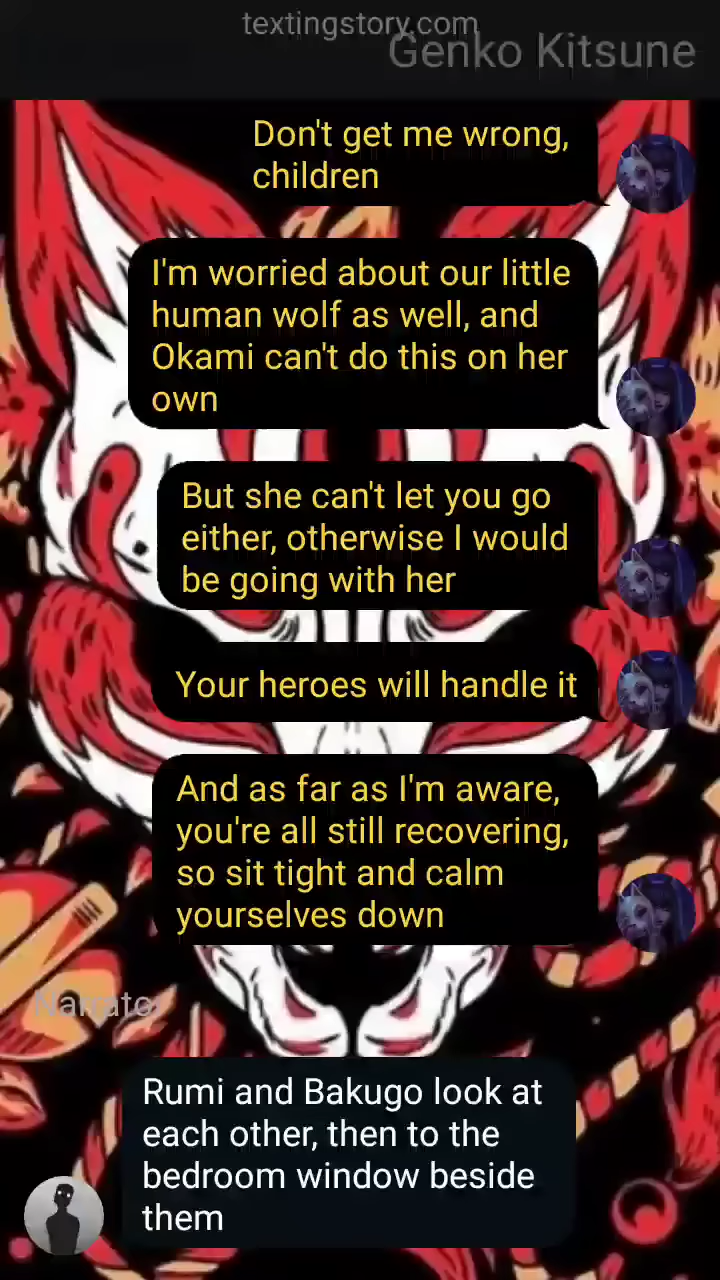 textingstory.com
Genko Kitsune
Don't get me wrong,
children
I'm worried about our little
human wolf as well, and
Okami can't do this on her
own
But she can't let you go
either, otherwise I would
be going with her
Your heroes will handle it
And as far as I'm aware,
you're all still recovering,
so sit tight and calm
yourselves down
Narrator
Rumi and Bakugo look at
each other, then to the
bedroom window beside
them